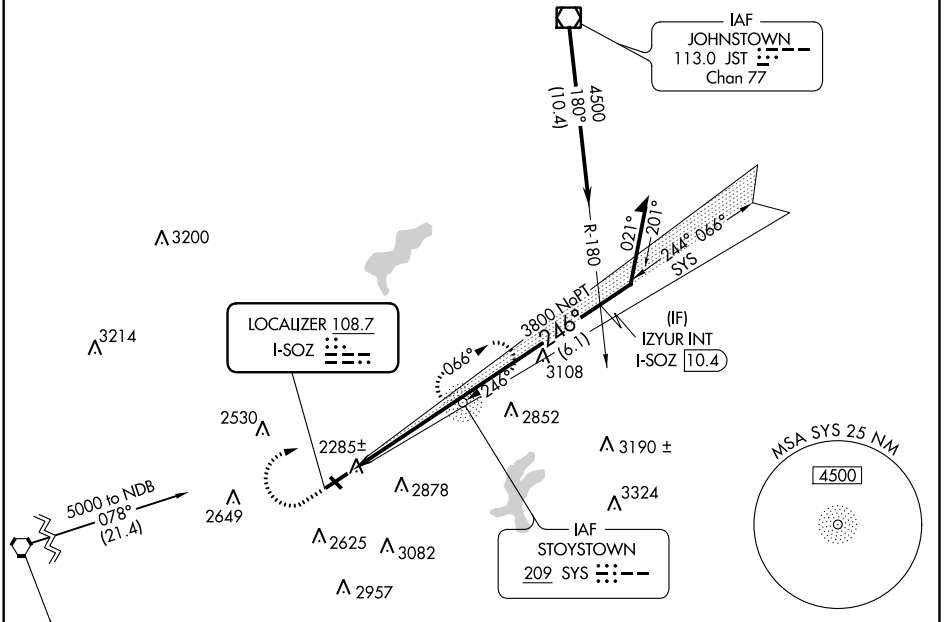 IAF
JOHNSTOWN
113.0 JST
Chan 77
4500
180°
(10.4)
R-180
021°
201°
244° 066°
SYS
3200
3800 NoPT
246°
(6.1)
(IF)
IZYUR INT
I-SOZ 10.4
LOCALIZER 108.7
I-SOZ
3214
066°
246°
3108
2530
2852
2285±
3190 ±
MSA SYS 25 NM
4500
2878
3324
5000 to NDB
078°
(21.4)
2649
2625
3082
2957
IAF
STOYSTOWN
209 SYS